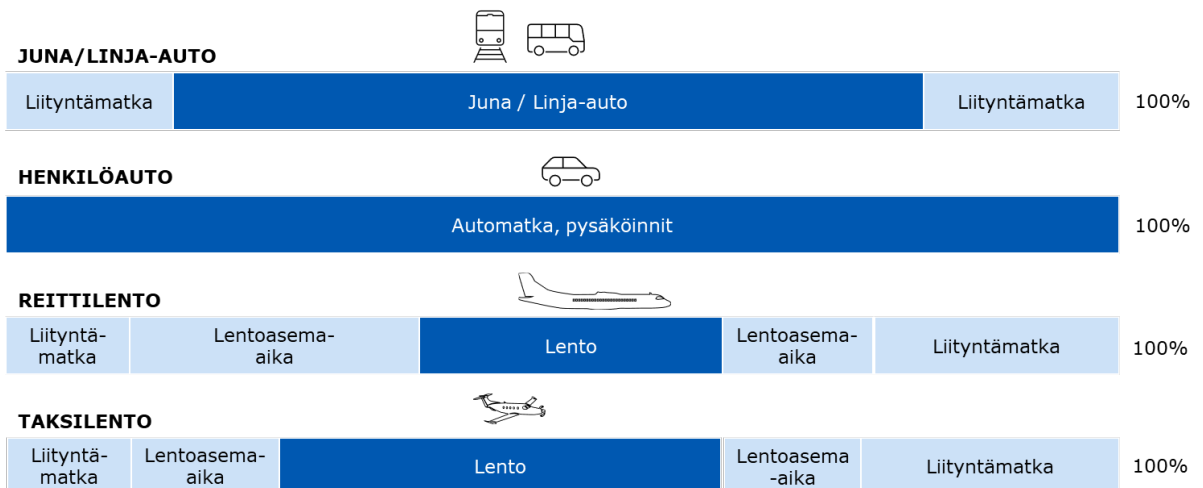 JUNA/LINJA-AUTO
Liityntämatka
Juna / Linja-auto
Liityntämatka
100%
HENKILÖAUTO
Automatka, pysäköinnit
100%
REITTILENTO
Liityntä-
matka
Lentoasema-
aika
Lento
Lentoasema-
aika
Liityntämatka
100%
TAKSILENTO
Liityntä-
matka
Lentoasema-
aika
Lento
Lentoasema
-aika
Liityntämatka
100%